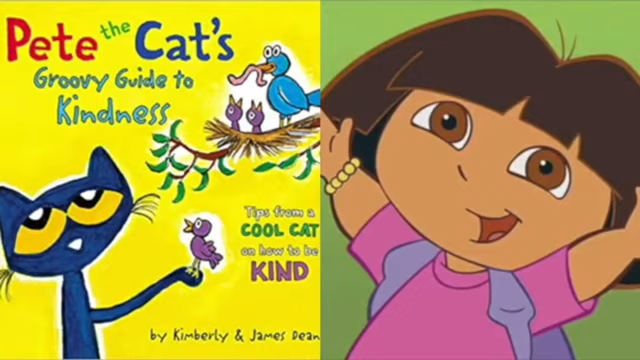 Pete the Cat's
Groovy Guide to
Kindness
Tips from a
COOL CAT
on how to be
KIND
by Kimberly & James Dean